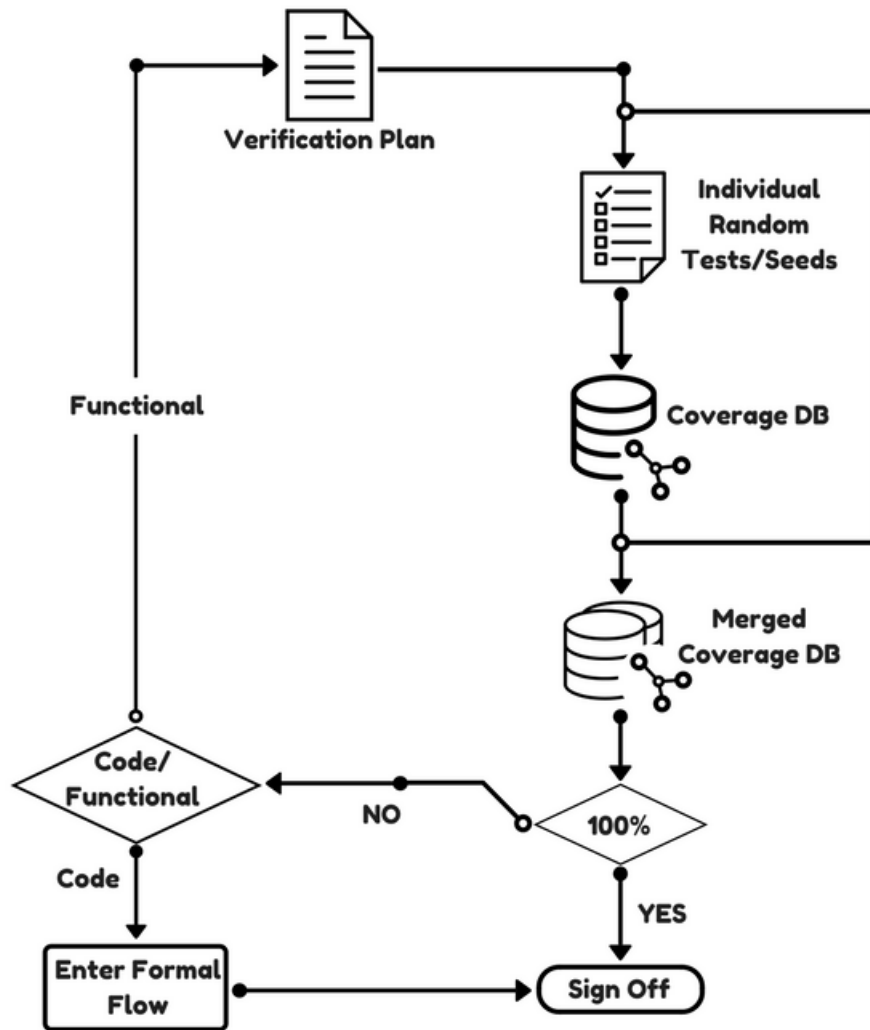 Verification Plan
Individual
Random
Tests/Seeds
Functional
Coverage DB
Merged
Coverage DB
Code/
Functional
NO
100%
Code
YES
Enter Formal
Flow
Sign Off